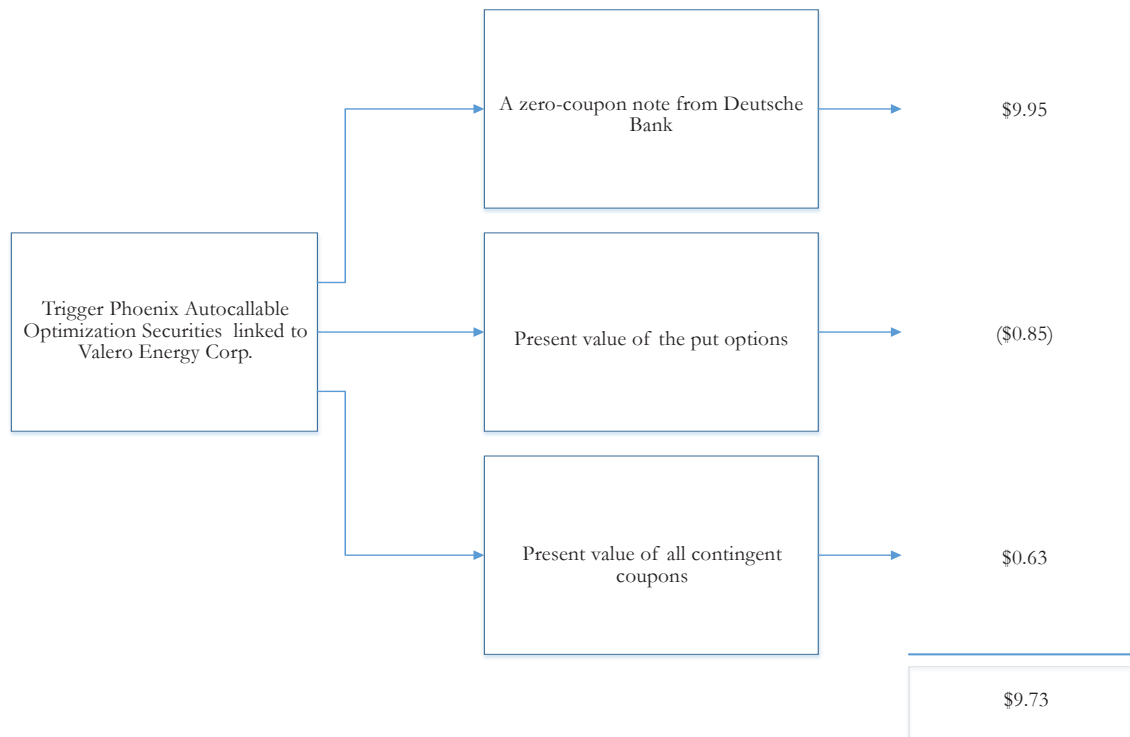 A zero-coupon note from Deutsche
Bank
$9.95
Trigger Phoenix Autocallable
Optimization Securities linked to
Valero Energy Corp.
Present value of the put options
($0.85)
Present value of all contingent
coupons
$0.63
$9.73